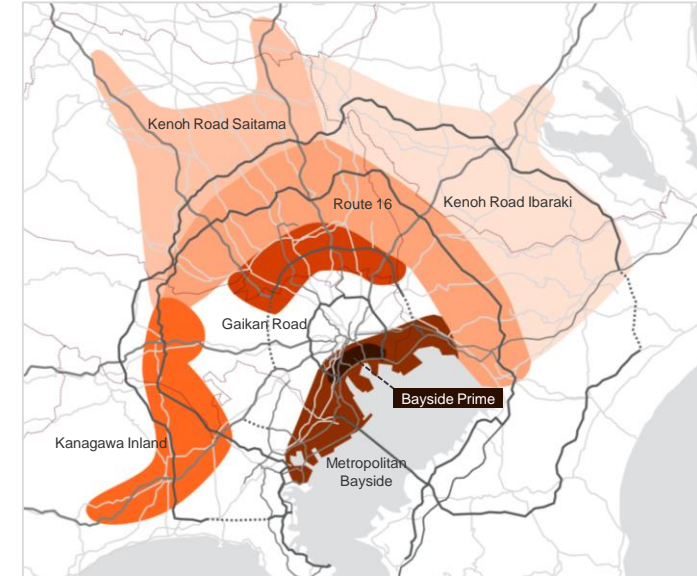 Kenoh Road Saitama
Route 16
Kenoh Road Ibaraki
Gaikan Road
Bayside Prime
Kanagawa Inland
Metropolitan
Bayside